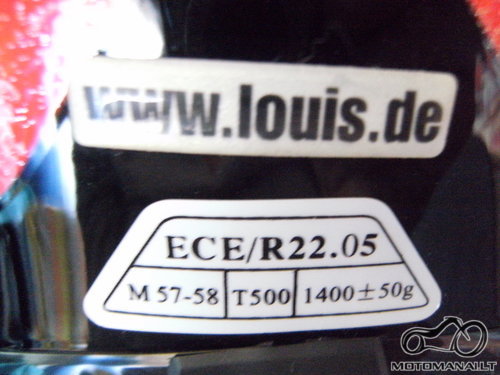 www.louis.de
ECE/R22.05
M 57-58 T500 1400±50g
MOTOMANAI.LT